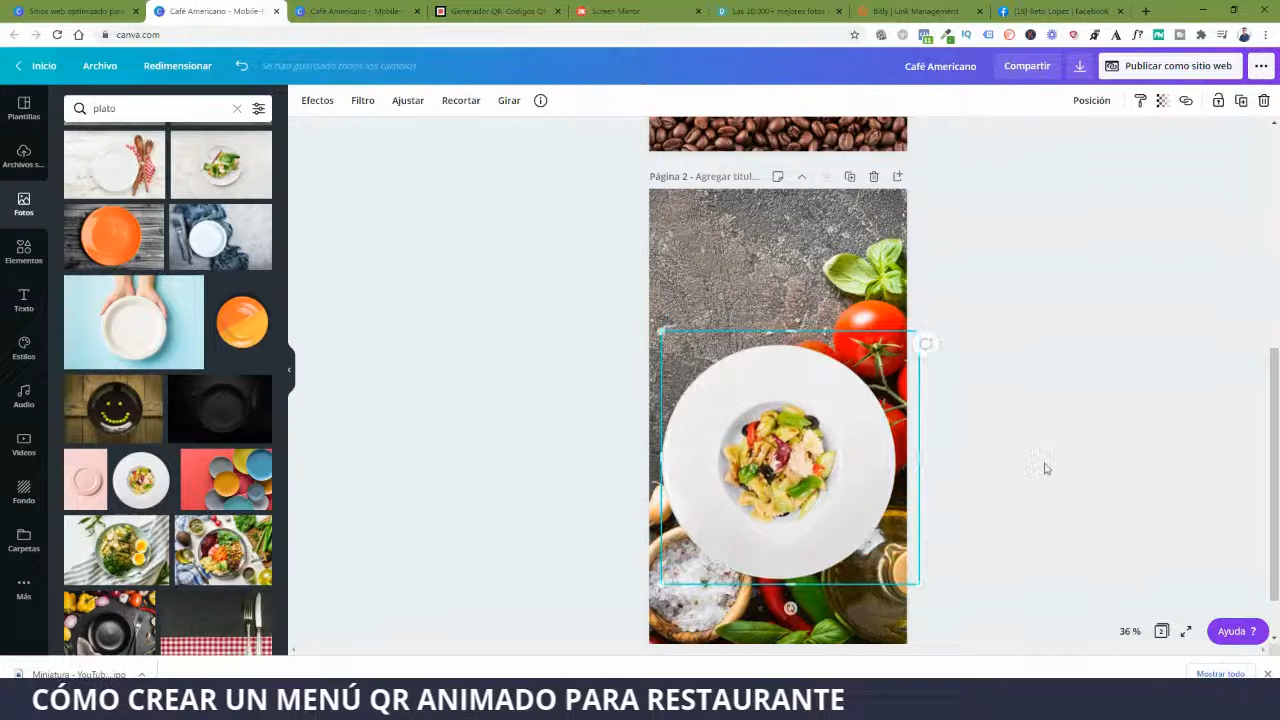 Sitios web optimizado para
Café Americano - Mobile-F
Café Americano - Mobile-
Generador QR. Codigos Q
Screen Mirror
Las 10.000+ mejores fotos
Bitly | Link Management
(18) Beto Lopez | Facebook
canva.com
Inicio
Archivo
Redimensionar
Se han guardado todos los cambios
Café Americano
Compartir
Publicar como sitio web
Plantillas
Archivos s...
Fotos
Elementos
Texto
Estilos
Audio
Videos
Fondo
Carpetas
Más
plato
Efectos
Filtro
Ajustar
Recortar
Girar
Posición
Página 2 - Agregar títul...
36 %
2
Ayuda ?
Miniatura - YouTub....jpg
Mostrar todo
CÓMO CREAR UN MENÚ QR ANIMADO PARA RESTAURANTE